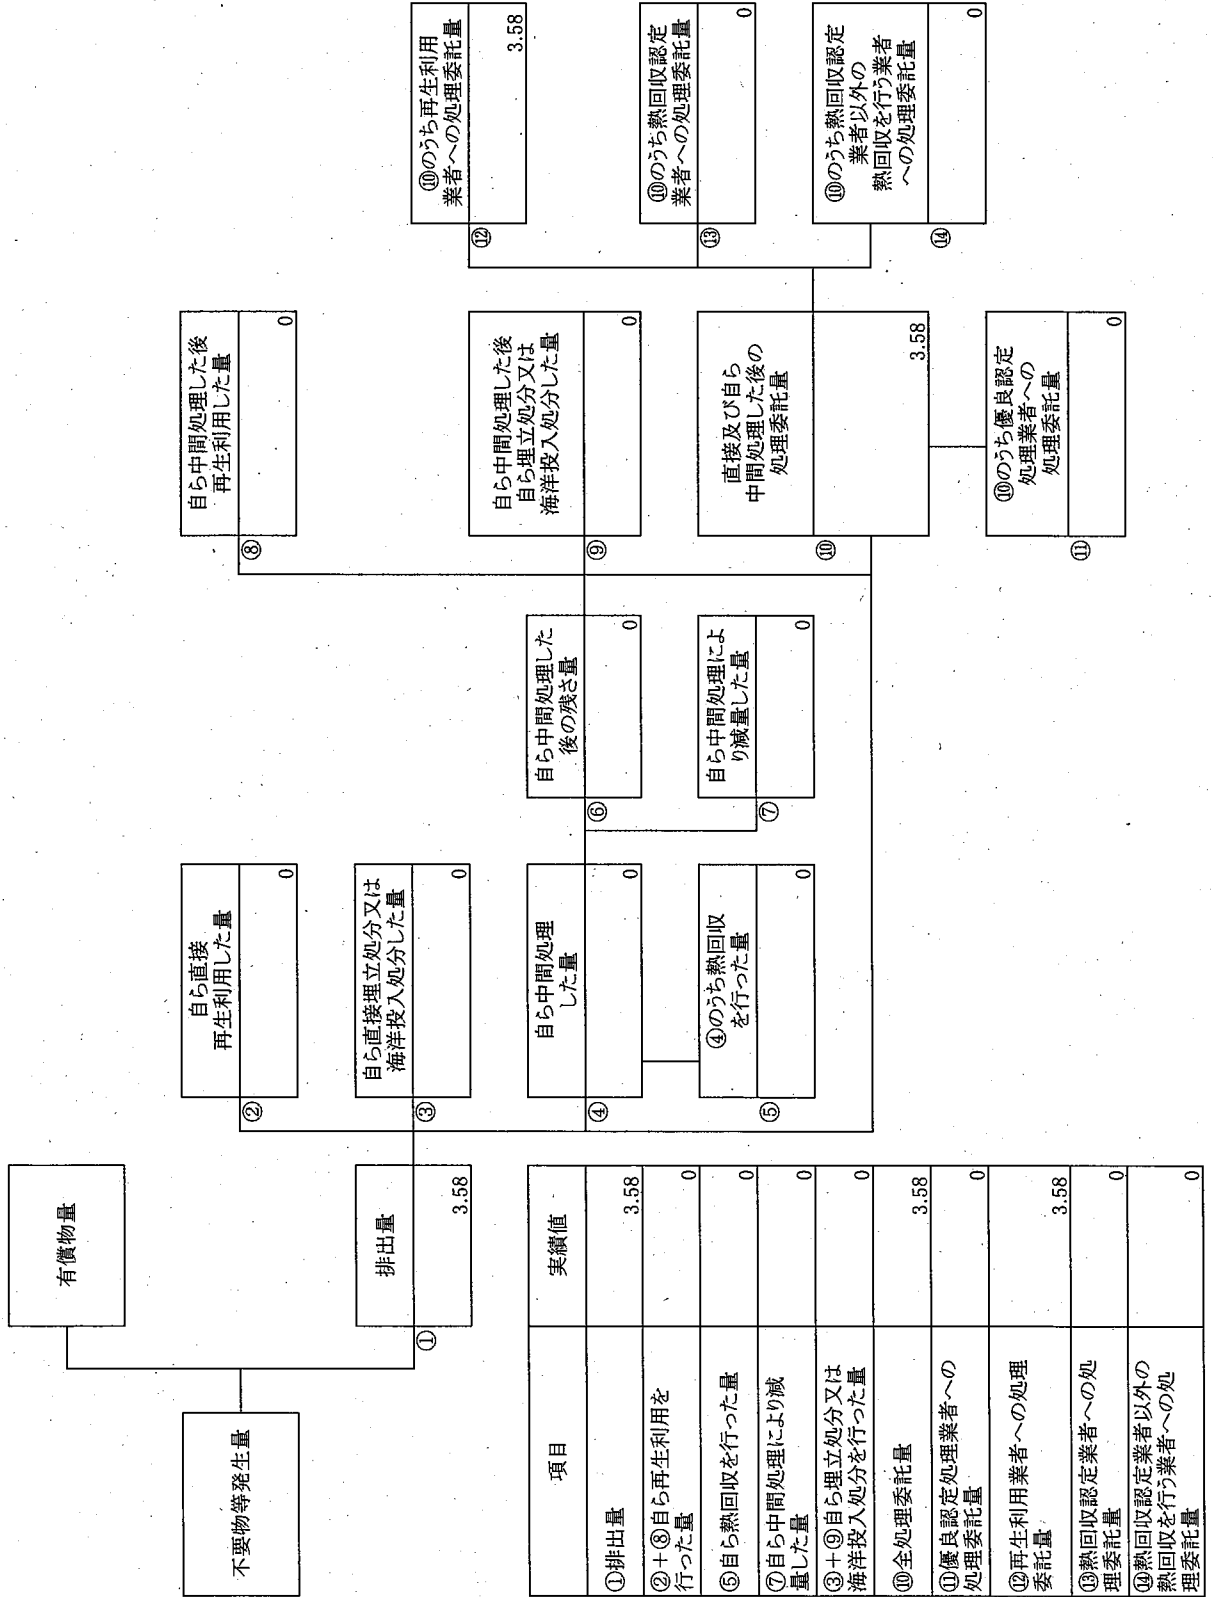 不要物等発生量
有償物量
排出量
①
3.58
自ら直接
再生利用した量
②
0
自ら直接埋立処分又は
海洋投入処分した量
③
0
自ら中間処理
した量
④
0
④のうち熱回収
を行った量
⑤
0
自ら中間処理した
後の残さ量
⑥
0
自ら中間処理によ
り減量した量
⑦
0
自ら中間処理した後
再生利用した量
⑧
0
自ら中間処理した後
自ら埋立処分又は
海洋投入処分した量
⑨
0
直接及び自ら
中間処理した後の
処理委託量
⑩
3.58
⑩のうち優良認定
処理業者への
処理委託量
⑪
0
⑩のうち再生利用
業者への処理委託量
⑫
3.58
⑩のうち熱回収認定
業者への処理委託量
⑬
0
⑩のうち熱回収認定
業者以外の
熱回収を行う業者
への処理委託量
⑭
0
項目 実績値
①排出量 3.58
②+⑧自ら再生利用を
行った量 0
⑤自ら熱回収を行った量 0
⑦自ら中間処理により減
量した量 0
③+⑨自ら埋立処分又は
海洋投入処分を行った量 0
⑩全処理委託量 3.58
⑪優良認定処理業者への
処理委託量 0
⑫再生利用業者への処理
委託量 3.58
⑬熱回収認定業者への処
理委託量 0
⑭熱回収認定業者以外の
熱回収を行う業者への処
理委託量 0